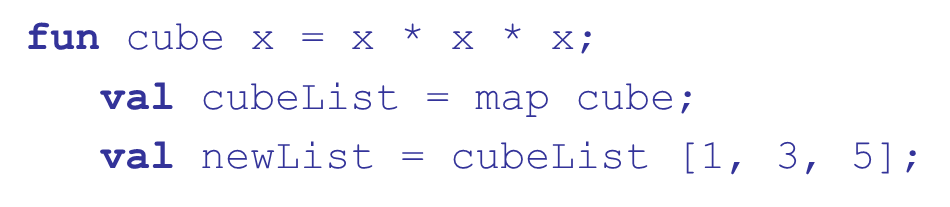 fun cube x = x * x * x;
val cubeList = map cube;
val newList = cubeList [1, 3, 5];